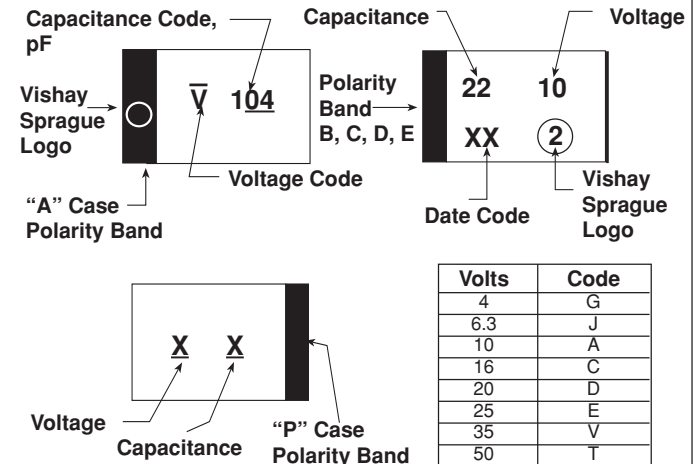 Capacitance Code,
pF
Vishay
Sprague
Logo
V 104
Voltage Code
“A” Case
Polarity Band
Capacitance
Voltage
Polarity
Band
B, C, D, E
22 10
XX 2
Date Code
Vishay
Sprague
Logo
X X
Voltage
Capacitance
“P” Case
Polarity Band
Volts Code
4 G
6.3 J
10 A
16 C
20 D
25 E
35 V
50 T